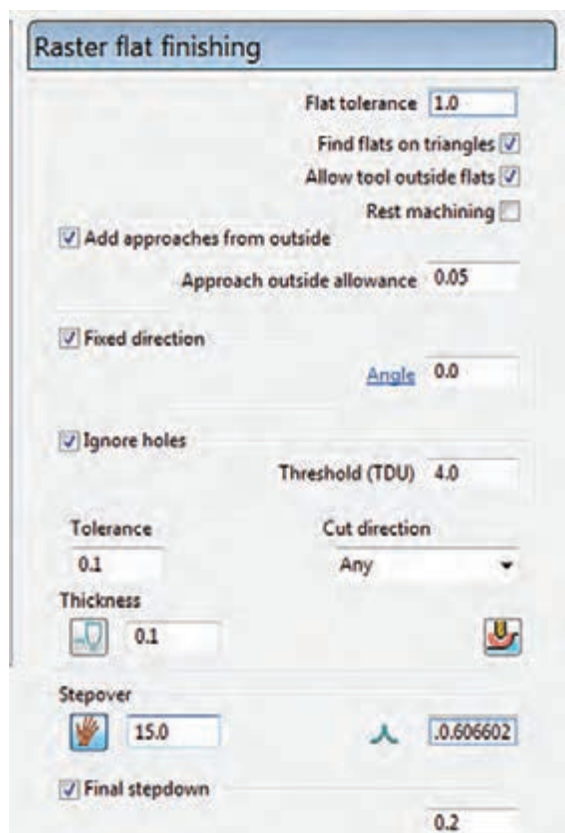 Raster flat finishing
Flat tolerance 1.0
Find flats on triangles
Allow tool outside flats
Rest machining
Add approaches from outside
Approach outside allowance 0.05
Fixed direction
Angle 0.0
Ignore holes
Threshold (TDU) 4.0
Tolerance Cut direction
0.1 Any
Thickness
0.1
Stepover
15.0 .0.606602
Final stepdown
0.2